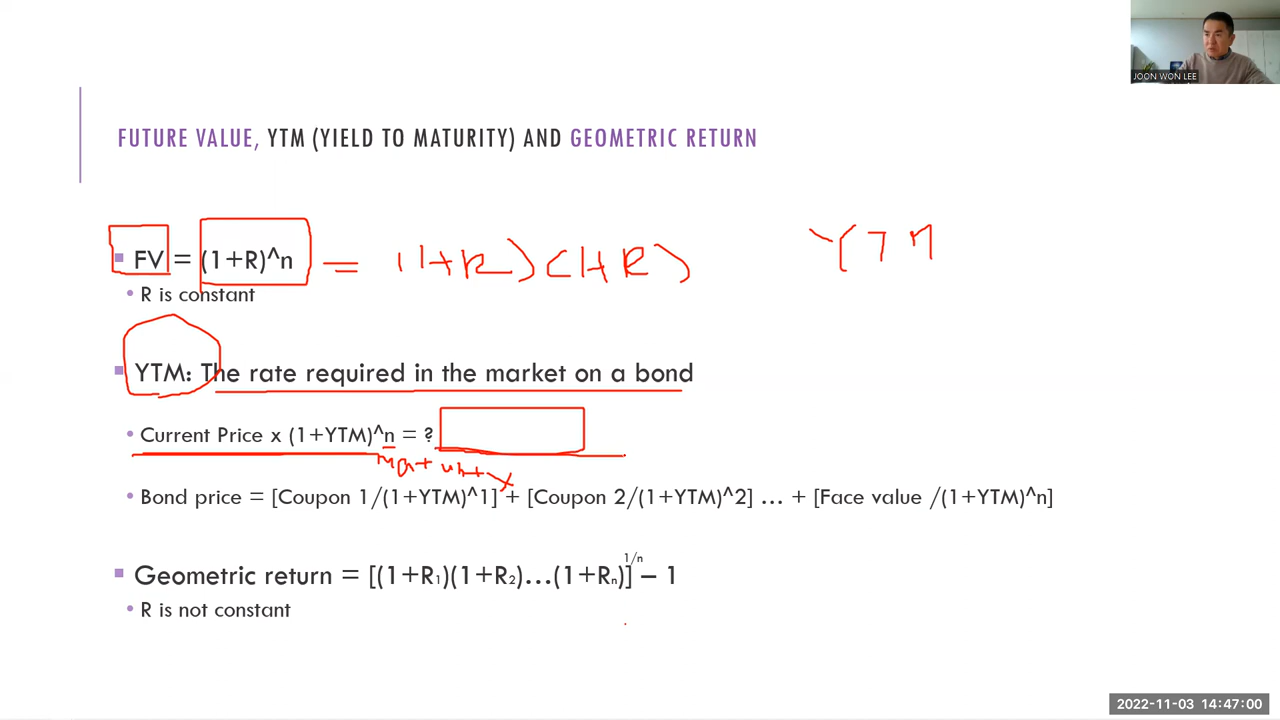 JOON WON LEE
FUTURE VALUE, YTM (YIELD TO MATURITY) AND GEOMETRIC RETURN
FV = (1+R)^n = (1+R)(1+R) YTM
R is constant
YTM: The rate required in the market on a bond
Current Price x (1+YTM)^n = ?
Bond price = [Coupon 1/(1+YTM)^1] + [Coupon 2/(1+YTM)^2] … + [Face value /(1+YTM)^n]
Geometric return = [(1+R₁)(1+R₂)…(1+Rₙ)]^1/n – 1
R is not constant
2022-11-03 14:47:00